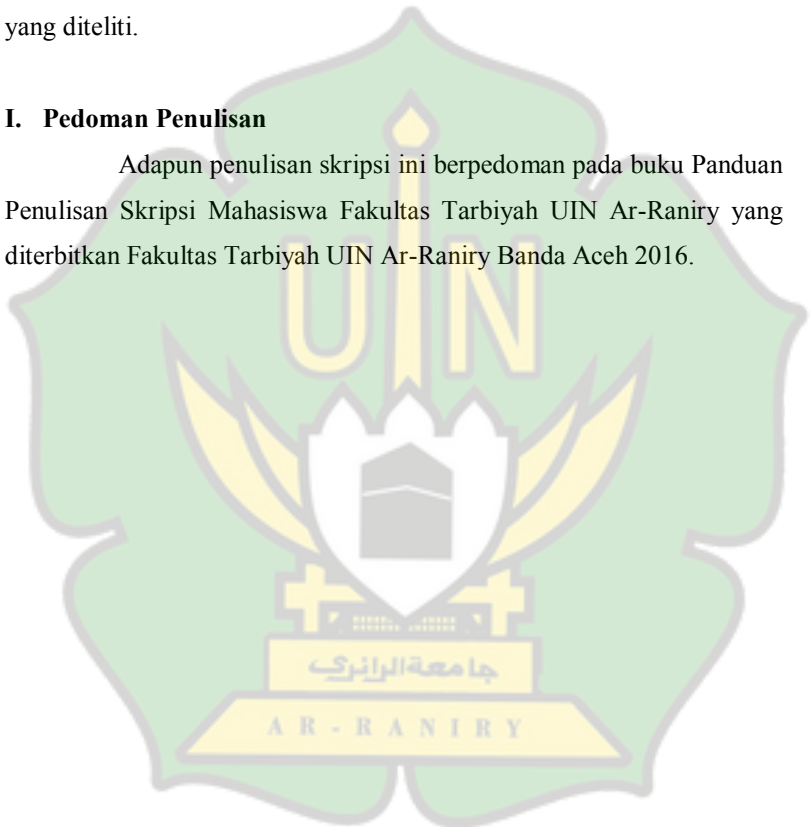 yang diteliti.
I. Pedoman Penulisan
Adapun penulisan skripsi ini berpedoman pada buku Panduan
Penulisan Skripsi Mahasiswa Fakultas Tarbiyah UIN Ar-Raniry yang
diterbitkan Fakultas Tarbiyah UIN Ar-Raniry Banda Aceh 2016.
UIN
جامعة الرانري
AR-RANIRY